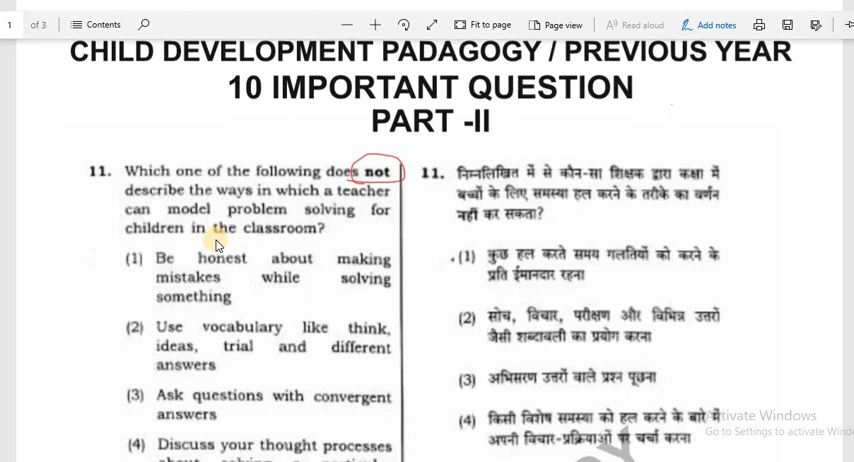 1 of 3 Contents Fit to page Page view Read aloud Add notes
CHILD DEVELOPMENT PADAGOGY / PREVIOUS YEAR
10 IMPORTANT QUESTION
PART -II
11. Which one of the following does not
describe the ways in which a teacher
can model problem solving for
children in the classroom?
(1) Be honest about making
mistakes while solving
something
(2) Use vocabulary like think,
ideas, trial and different
answers
(3) Ask questions with convergent
answers
(4) Discuss your thought processes
11. निम्नलिखित में से कौन-सा शिक्षक द्वारा कक्षा में
बच्चों के लिए समस्या हल करने के तरीके का वर्णन
नहीं कर सकता?
(1) कुछ हल करते समय गलतियों को करने के
प्रति ईमानदार रहना
(2) सोच, विचार, परीक्षण और विभिन्न उत्तरों
जैसी शब्दावली का प्रयोग करना
(3) अभिसरण उत्तरों वाले प्रश्न पूछना
(4) किसी विशेष समस्या को हल करने के बारे में
अपनी विचार-प्रक्रियाओं पर चर्चा करना
Activate Windows
Go to Settings to activate Wind